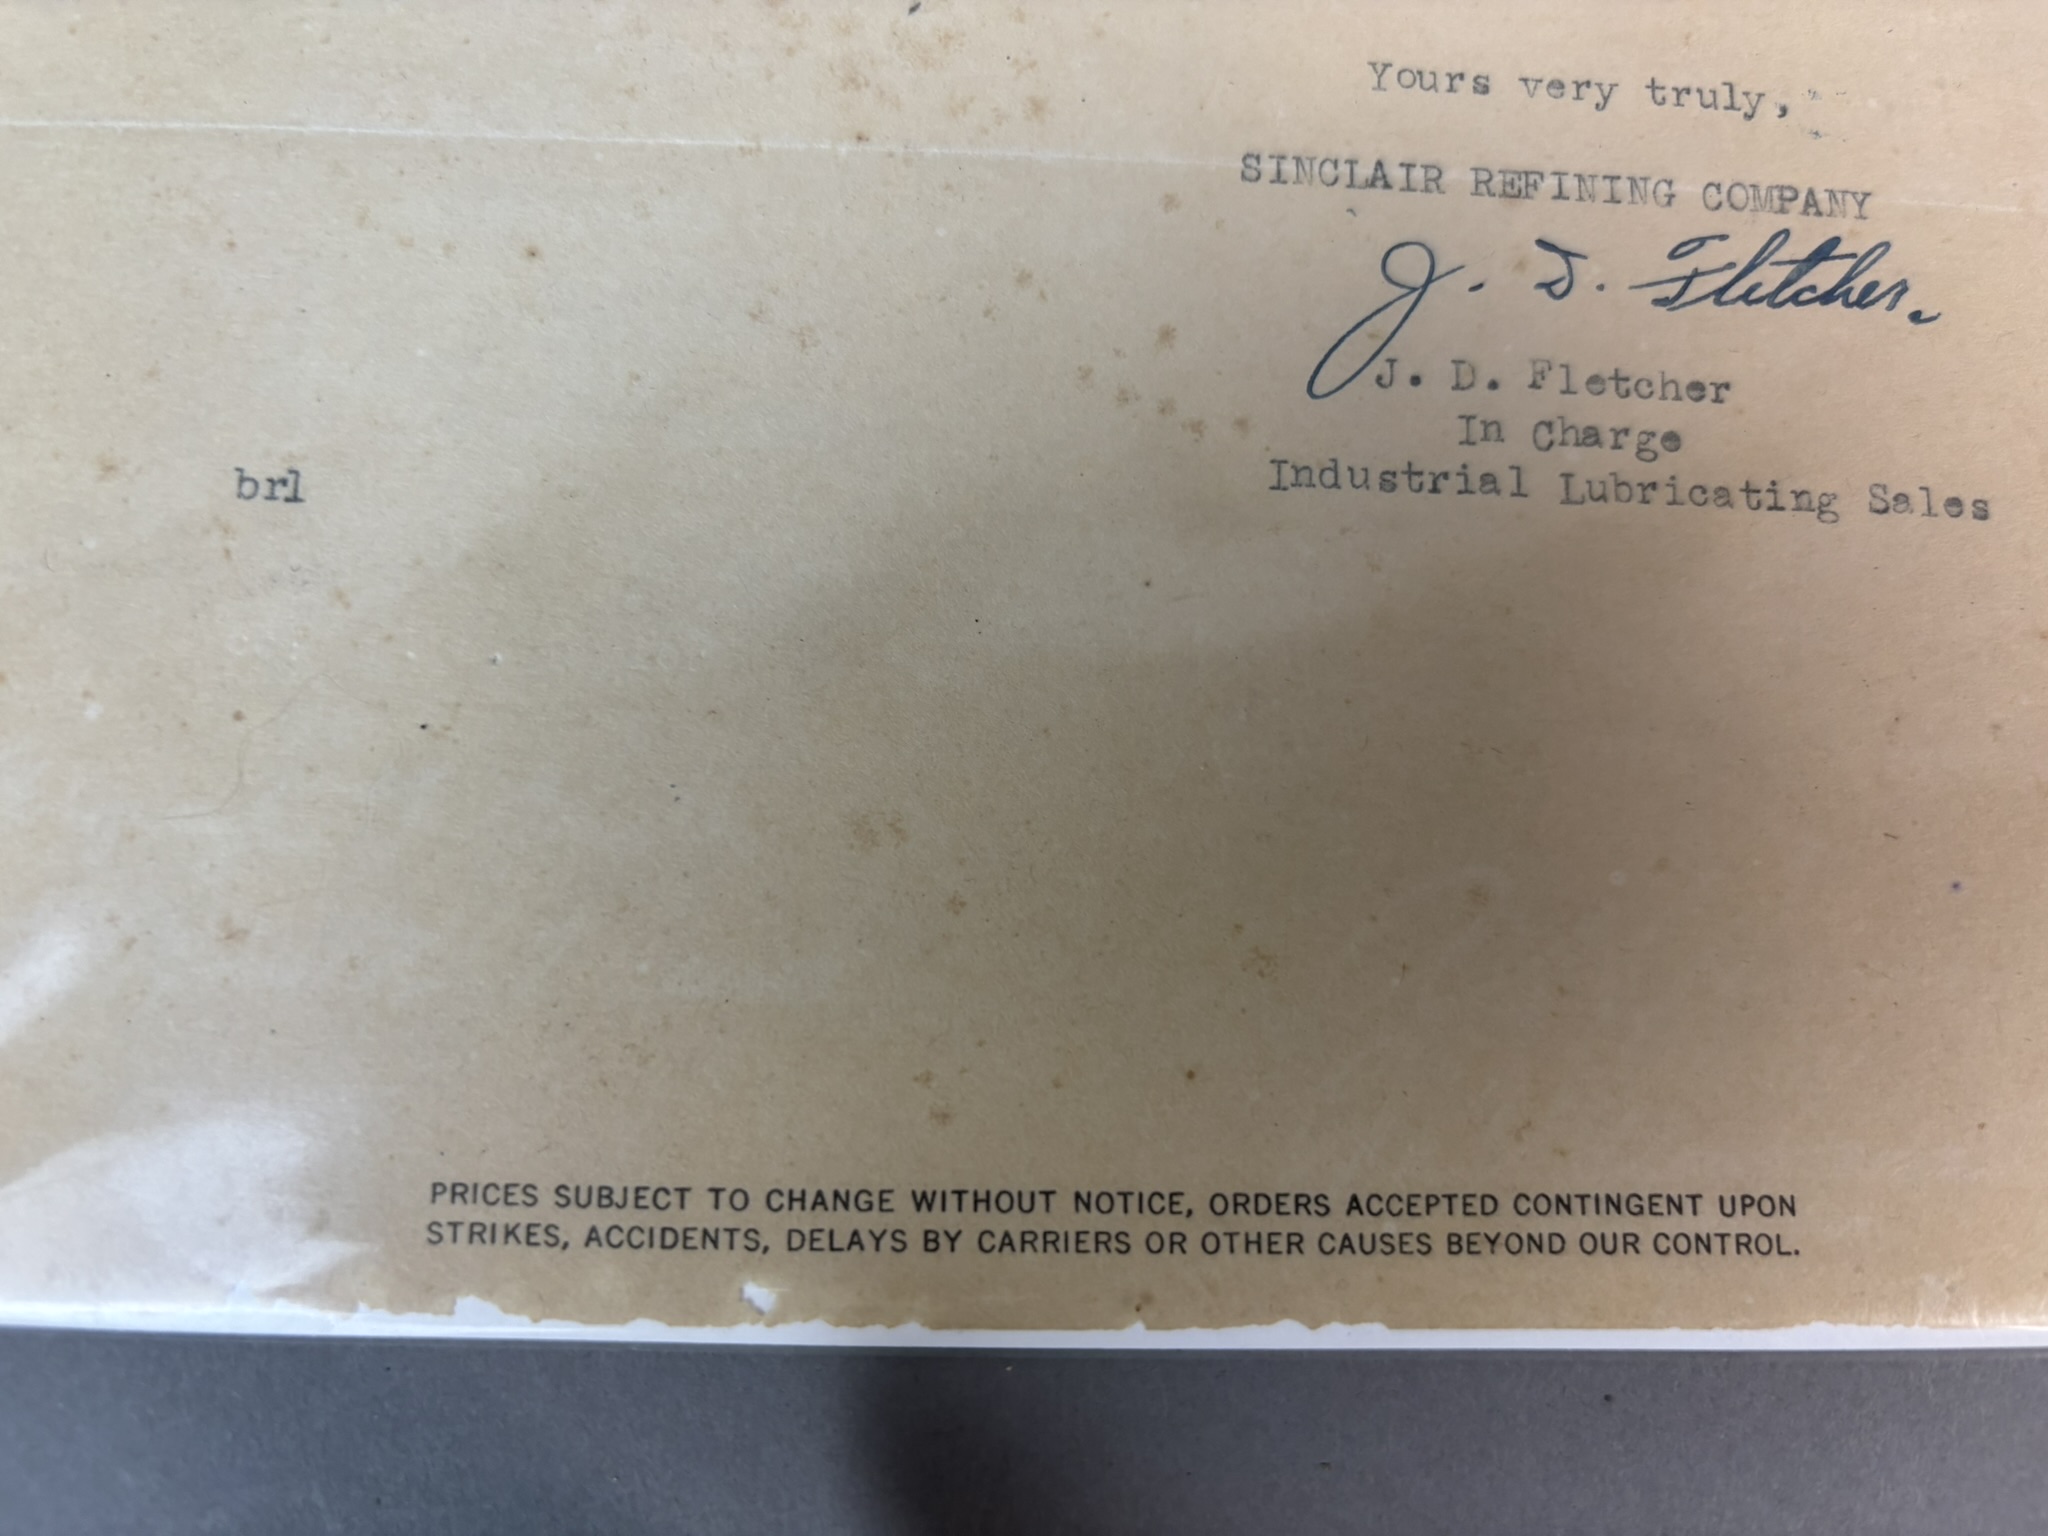 Yours very truly,
SINCLAIR REFINING COMPANY
J. D. Fletcher.
J. D. Fletcher
In Charge
Industrial Lubricating Sales
brl
PRICES SUBJECT TO CHANGE WITHOUT NOTICE, ORDERS ACCEPTED CONTINGENT UPON
STRIKES, ACCIDENTS, DELAYS BY CARRIERS OR OTHER CAUSES BEYOND OUR CONTROL.